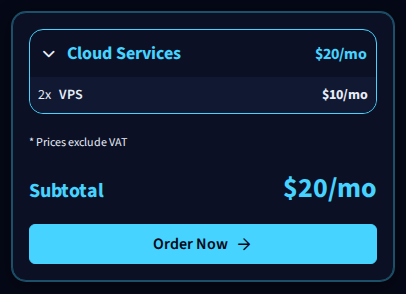 Cloud Services $20/mo
2x VPS $10/mo
* Prices exclude VAT
Subtotal $20/mo
Order Now →